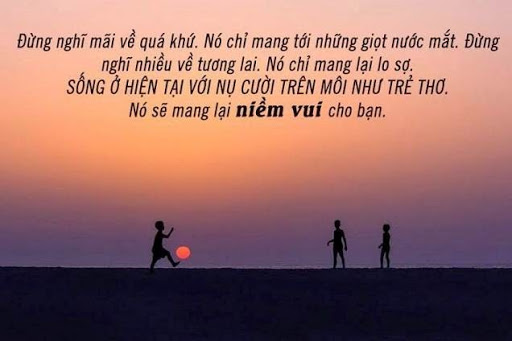 Đừng nghĩ mãi về quá khứ. Nó chỉ mang tới những giọt nước mắt. Đừng
nghĩ nhiều về tương lai. Nó chỉ mang lại lo sợ.
SỐNG Ở HIỆN TẠI VỚI NỤ CƯỜI TRÊN MÔI NHƯ TRẺ THƠ.
Nó sẽ mang lại niềm vui cho bạn.